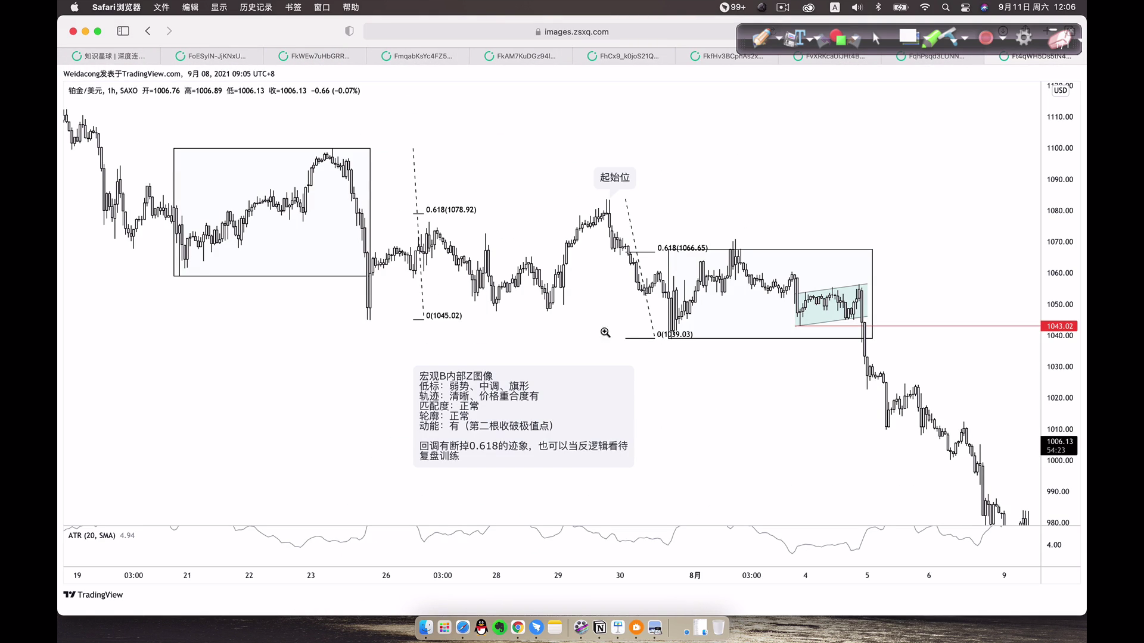 Safari浏览器 文件 编辑 显示 历史记录 书签 窗口 帮助
99+
A
9月11日 周六 12:06
images.zsxq.com
知识星球 | 深度连...
FoESylN-JjKNxU...
FkWEw7uHbGRR...
FmqabKsYc4FZ5...
FkAM7KuDGz94l...
FhCx9_k0joS21Q...
Weidacong发表于TradingView.com, 9月 08, 2021 09:05 UTC+8
铂金/美元, 1h, SAXO 开=1006.76 高=1006.89 低=1006.13 收=1006.13 -0.66 (-0.07%)
USD
1110.00
1100.00
1090.00
1080.00
1070.00
1060.00
1050.00
1043.02
1040.00
1030.00
1020.00
1010.00
1006.13
54:23
1000.00
990.00
980.00
起始位
0.618(1078.92)
0(1045.02)
0.618(1066.65)
0(1039.03)
宏观B内部Z图像
低标：弱势、中调、旗形
轨迹：清晰、价格重合度有
匹配度：正常
轮廓：正常
动能：有（第二根收破极值点）
回调有断掉0.618的迹象，也可以当反逻辑看待
复盘训练
ATR (20, SMA) 4.94
4.00
19 03:00 21 22 23 26 03:00 28 29 30 8月 03:00 4 5 6 9
TradingView